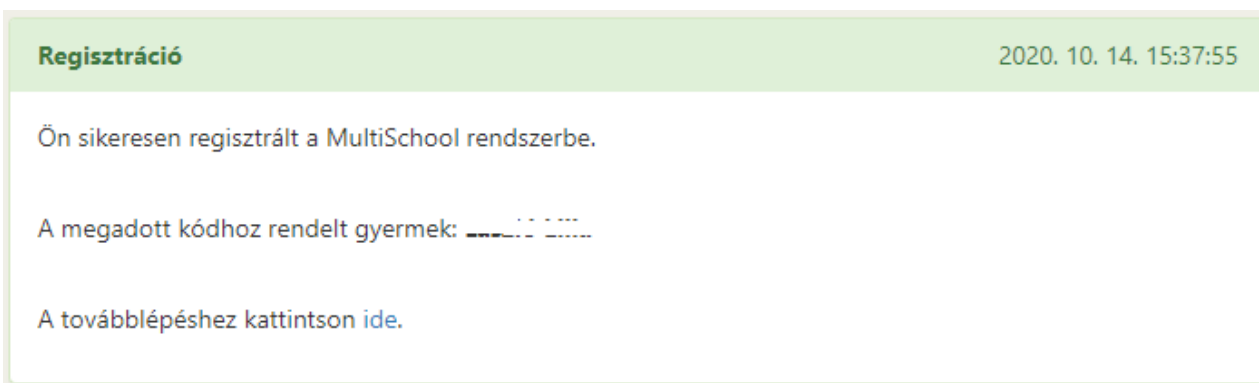 Regisztráció 2020. 10. 14. 15:37:55
Ön sikeresen regisztrált a MultiSchool rendszerbe.
A megadott kódhoz rendelt gyermek:
A továbblépéshez kattintson ide.